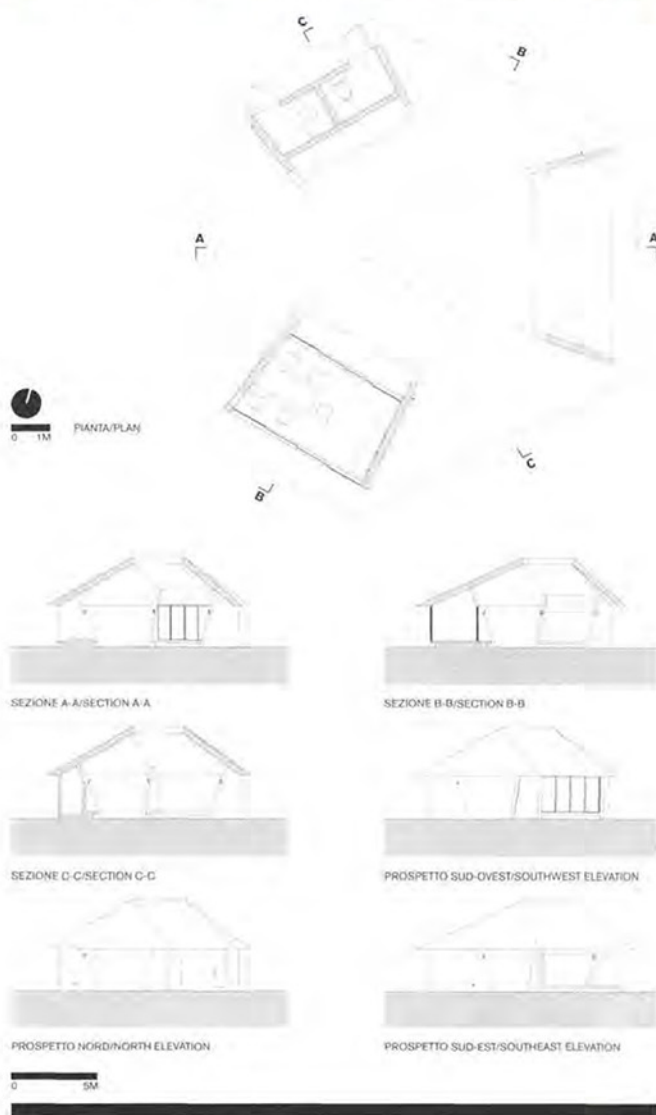 C
B
A
A
0 1M PIANTA/PLAN
C
B
SEZIONE A-A/SECTION A-A
SEZIONE B-B/SECTION B-B
SEZIONE C-C/SECTION C-C
PROSPETTO SUD-OVEST/SOUTHWEST ELEVATION
PROSPETTO NORD/NORTH ELEVATION
PROSPETTO SUD-EST/SOUTHEAST ELEVATION
0 5M